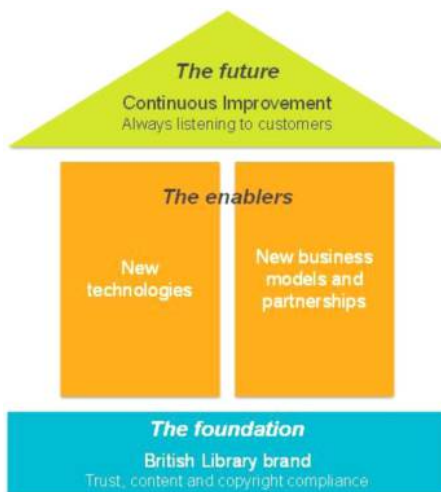 The future
Continuous Improvement
Always listening to customers
The enablers
New
technologies
New business
models and
partnerships
The foundation
British Library brand
Trust, content and copyright compliance